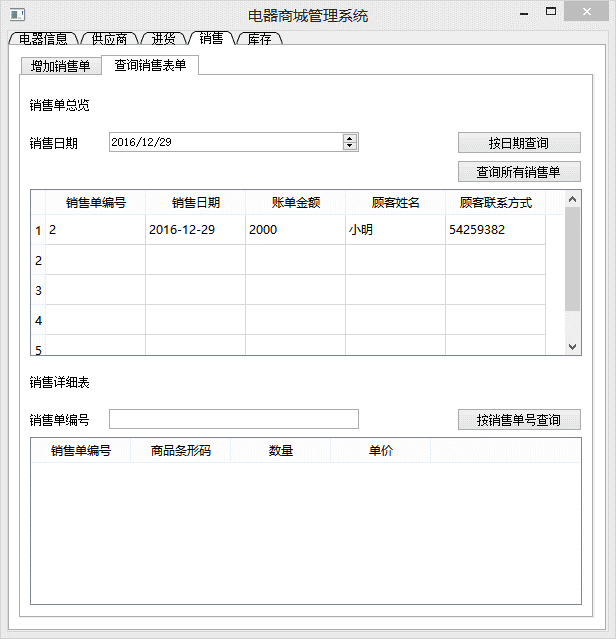 电器商城管理系统
电器信息 供应商 进货 销售 库存
增加销售单 查询销售表单
销售单总览
销售日期 2016/12/29 按日期查询
查询所有销售单
销售单编号 销售日期 账单金额 顾客姓名 顾客联系方式
1 2 2016-12-29 2000 小明 54259382
2
3
4
5
销售详细表
销售单编号 按销售单号查询
销售单编号 商品条形码 数量 单价